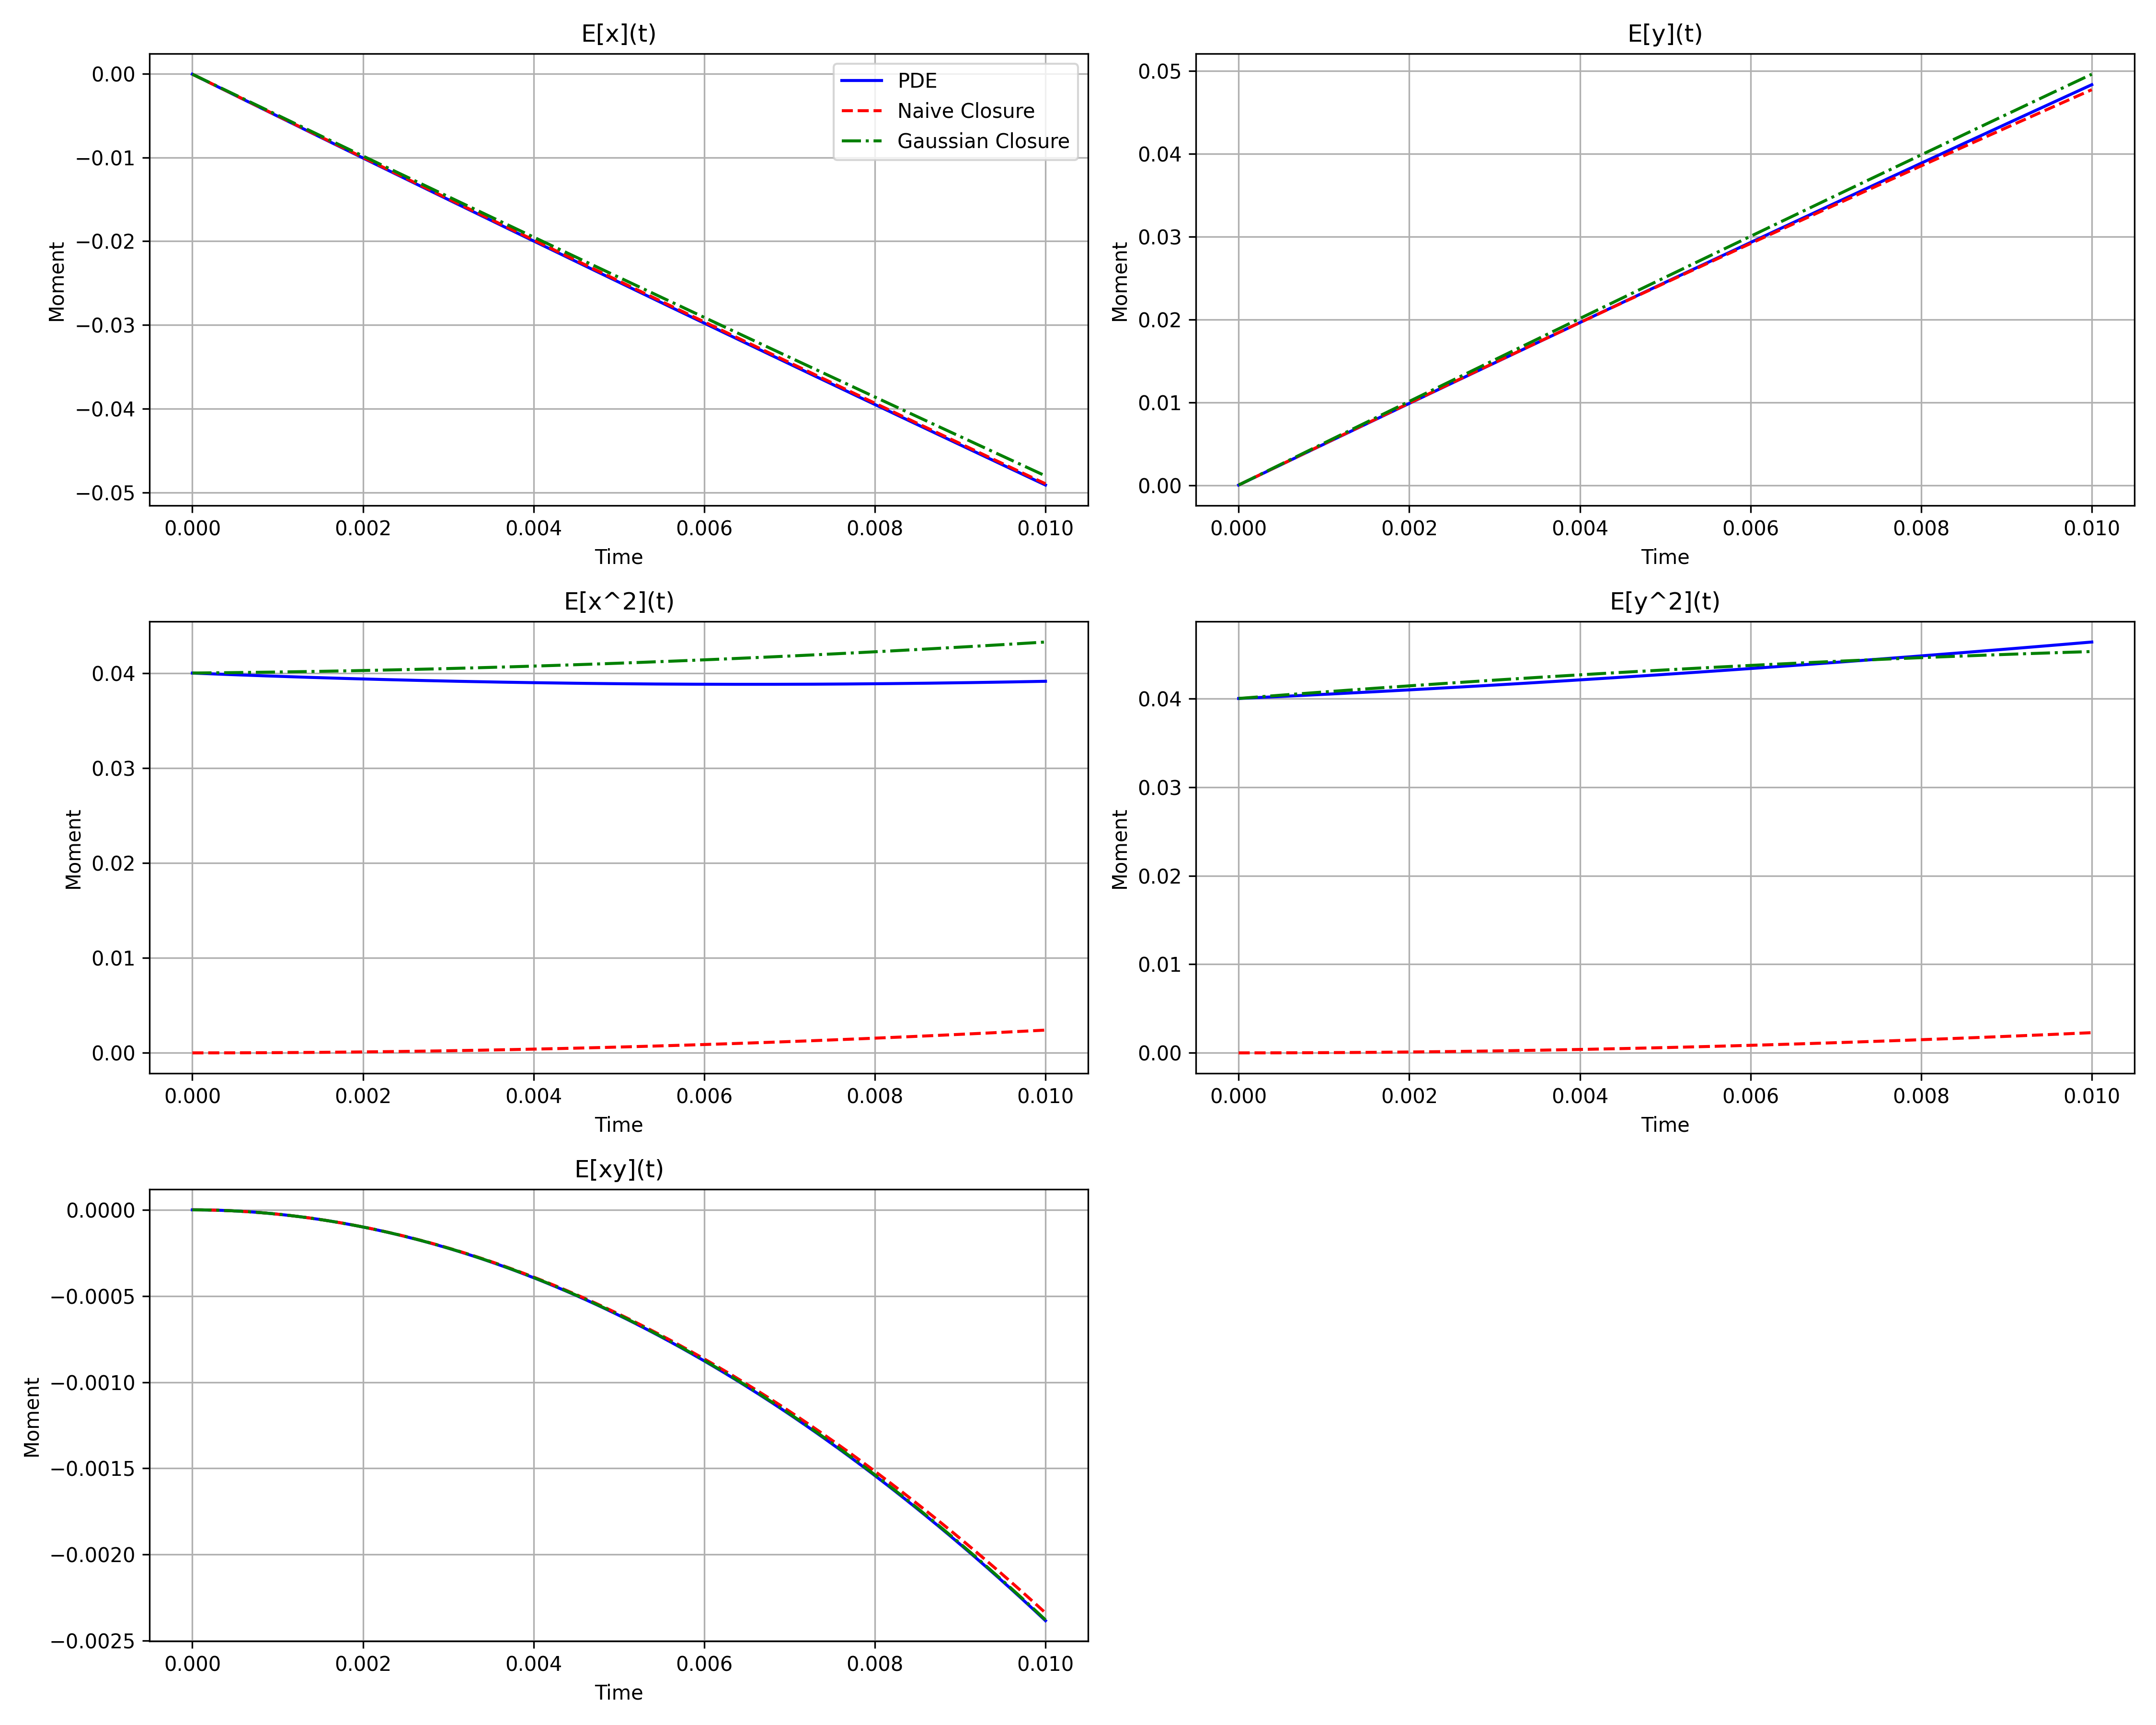 E[x](t)
0.00
−0.01
−0.02
−0.03
−0.04
−0.05
Moment
PDE
Naive Closure
Gaussian Closure
0.000 0.002 0.004 0.006 0.008 0.010
Time
E[y](t)
0.05
0.04
0.03
0.02
0.01
0.00
Moment
0.000 0.002 0.004 0.006 0.008 0.010
Time
E[x^2](t)
0.04
0.03
0.02
0.01
0.00
Moment
0.000 0.002 0.004 0.006 0.008 0.010
Time
E[y^2](t)
0.04
0.03
0.02
0.01
0.00
Moment
0.000 0.002 0.004 0.006 0.008 0.010
Time
E[xy](t)
0.0000
−0.0005
−0.0010
−0.0015
−0.0020
−0.0025
Moment
0.000 0.002 0.004 0.006 0.008 0.010
Time